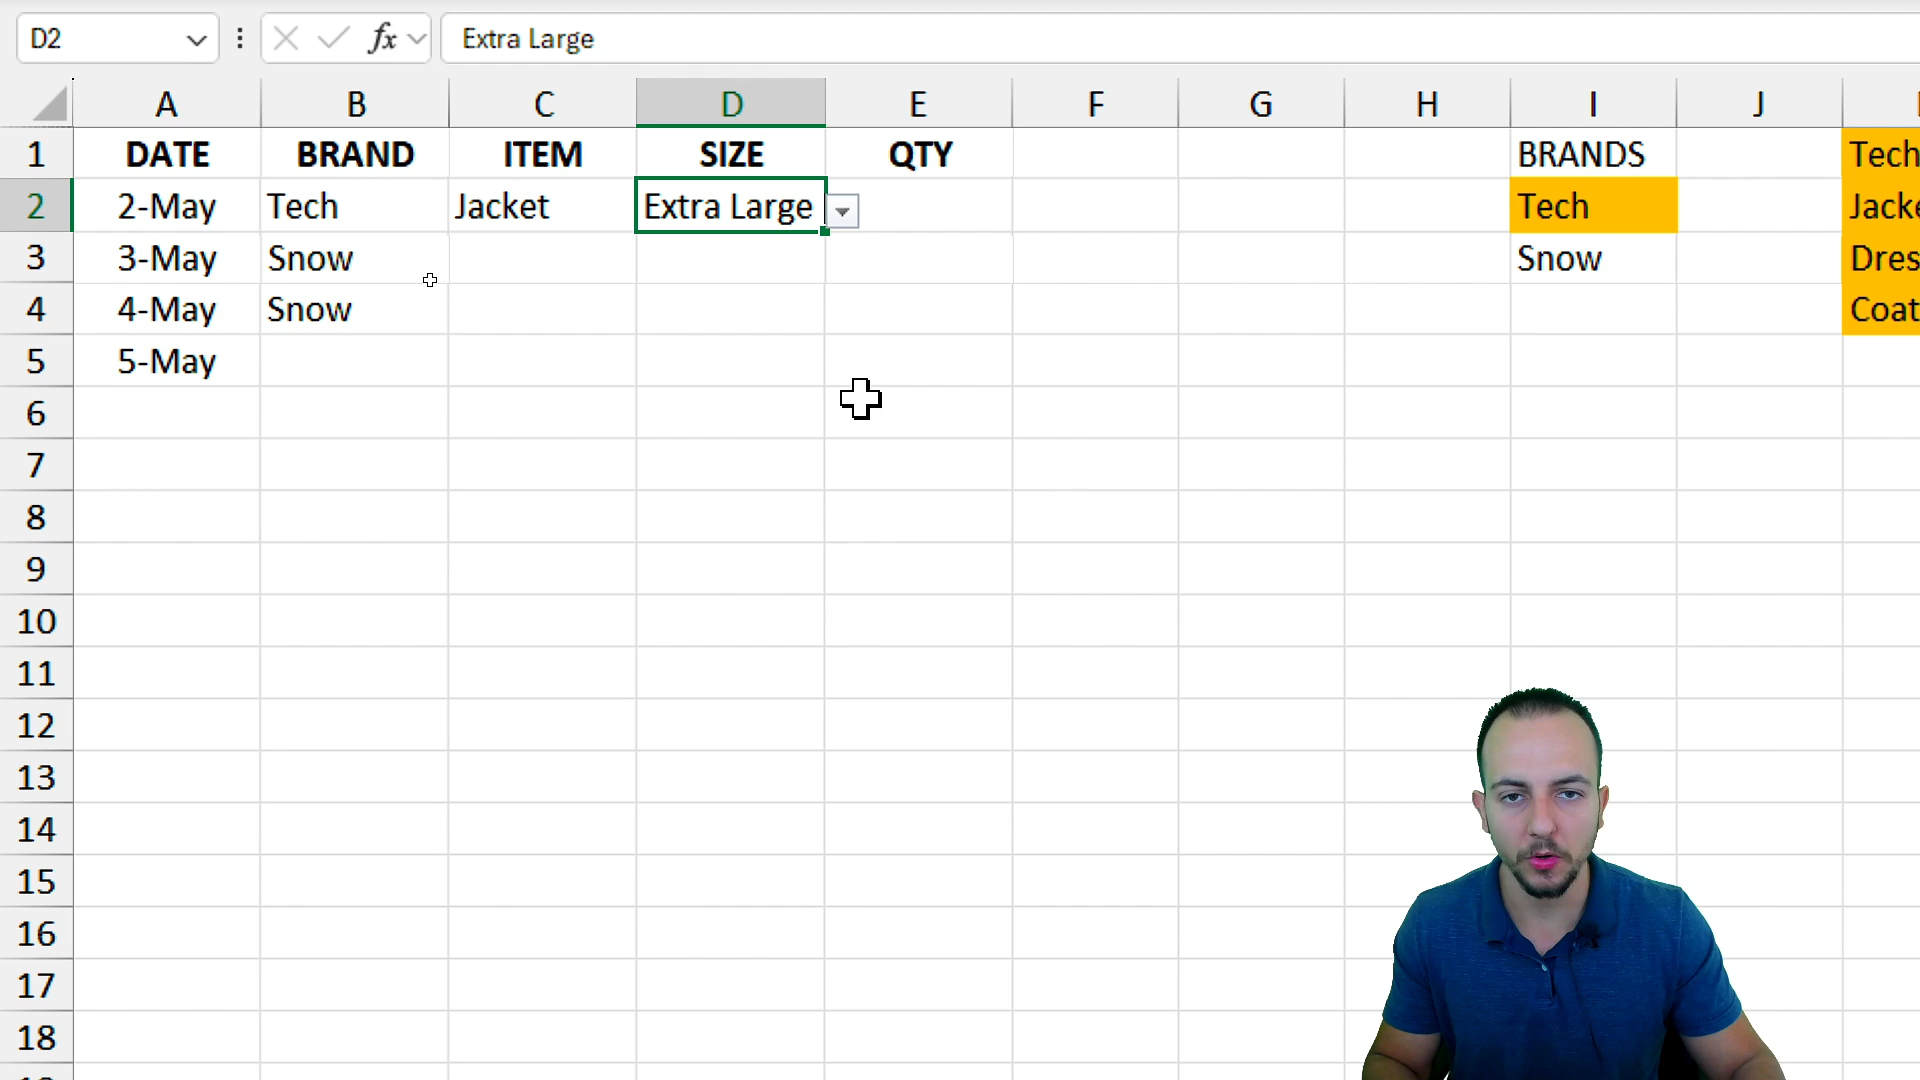 D2 fx Extra Large
A B C D E F G H I J
1 DATE BRAND ITEM SIZE QTY BRANDS Tech
2 2-May Tech Jacket Extra Large Tech Jacke
3 3-May Snow Snow Dres
4 4-May Snow Coat
5 5-May
6
7
8
9
10
11
12
13
14
15
16
17
18